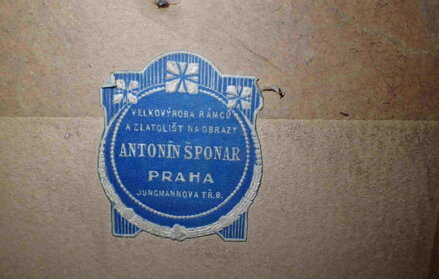 VELKOVÝROBA RÁMCŮ
A ZLATOLIŠT NA OBRAZY
ANTONÍN ŠPONAR
PRAHA
JUNGMANNOVA TŘ. 8.